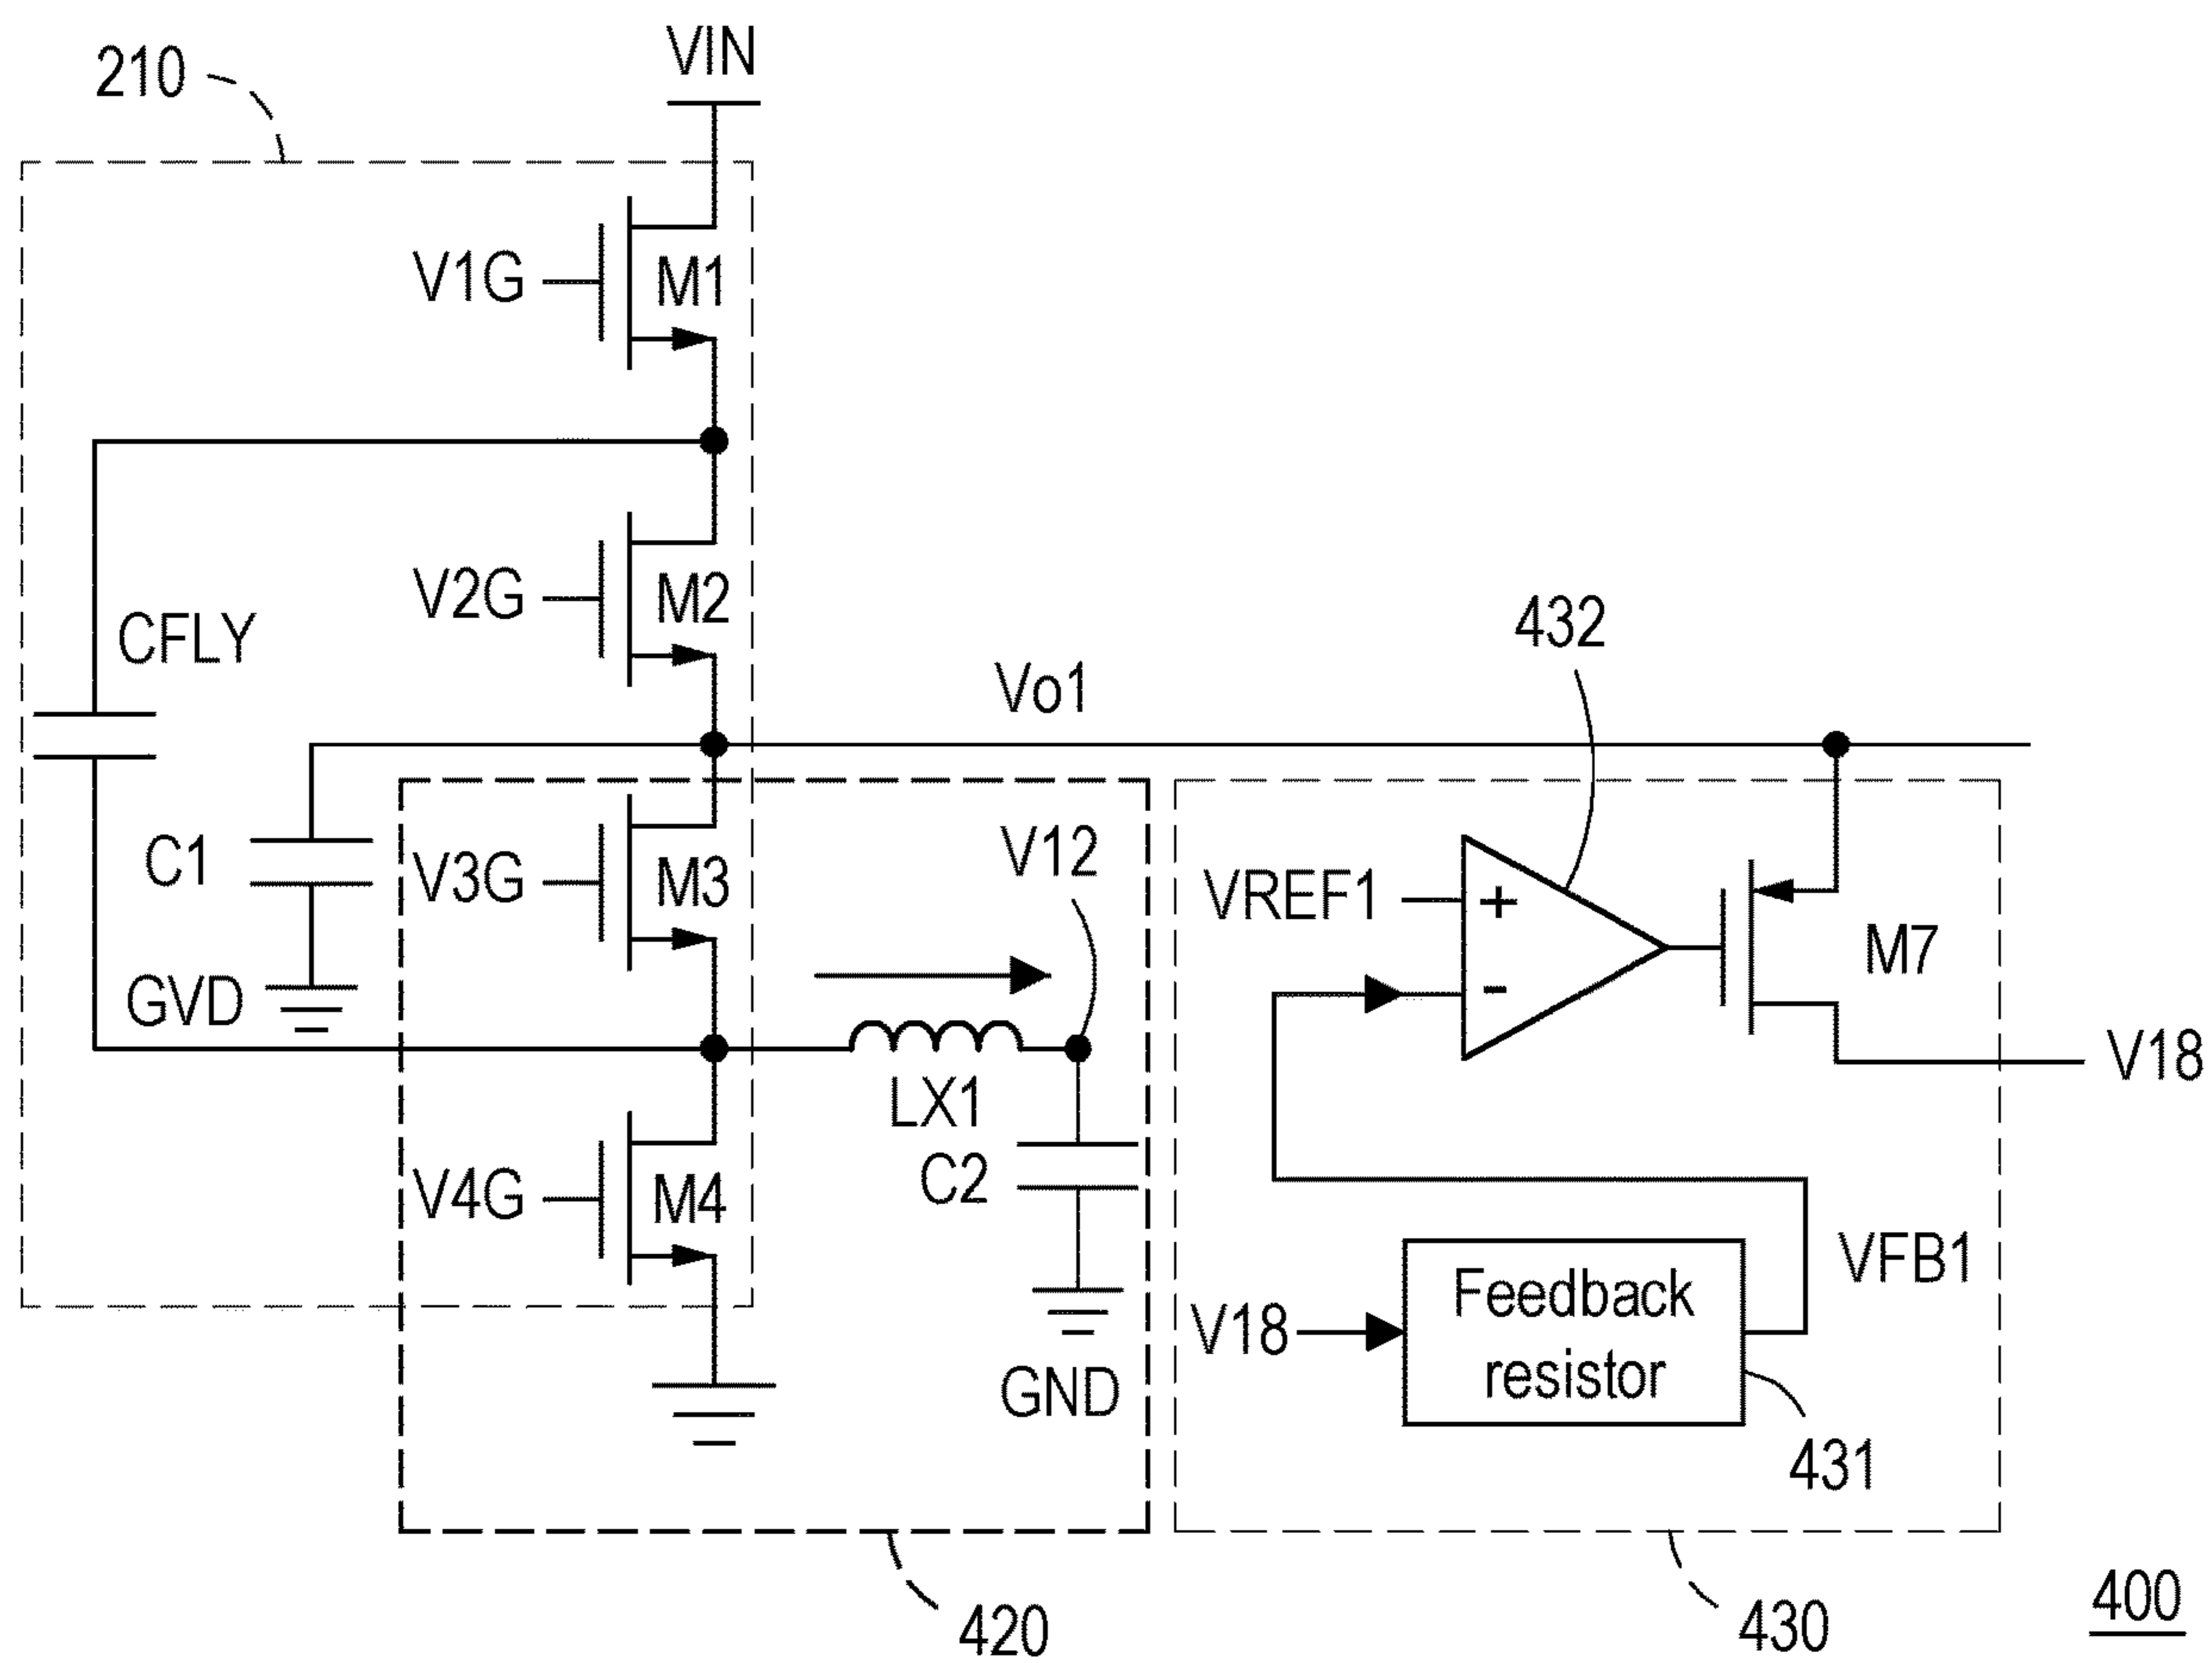 VIN
210
V1G
M1
V2G
M2
CFLY
432
Vo1
V12
C1
V3G
M3
VREF1
+
M7
GVD
-
V18
LX1
V4G
M4
C2
VFB1
Feedback
resistor
V18
GND
431
420
430
400